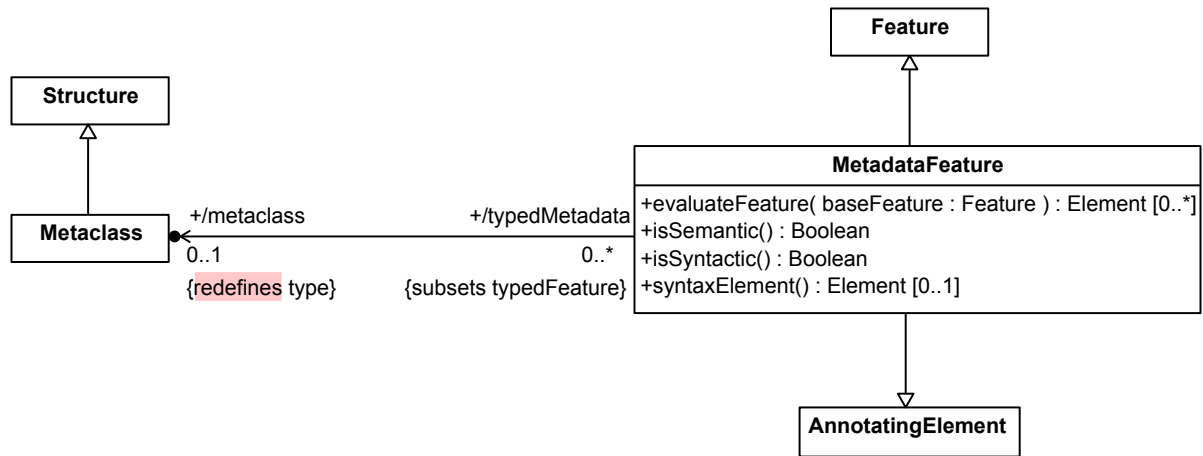 Feature
Structure
MetadataFeature
+evaluateFeature( baseFeature : Feature ) : Element [0..*]
+isSemantic() : Boolean
+isSyntactic() : Boolean
+syntaxElement() : Element [0..1]
Metaclass
+/metaclass
+/typedMetadata
0..1
0..*
{redefines type}
{subsets typedFeature}
AnnotatingElement